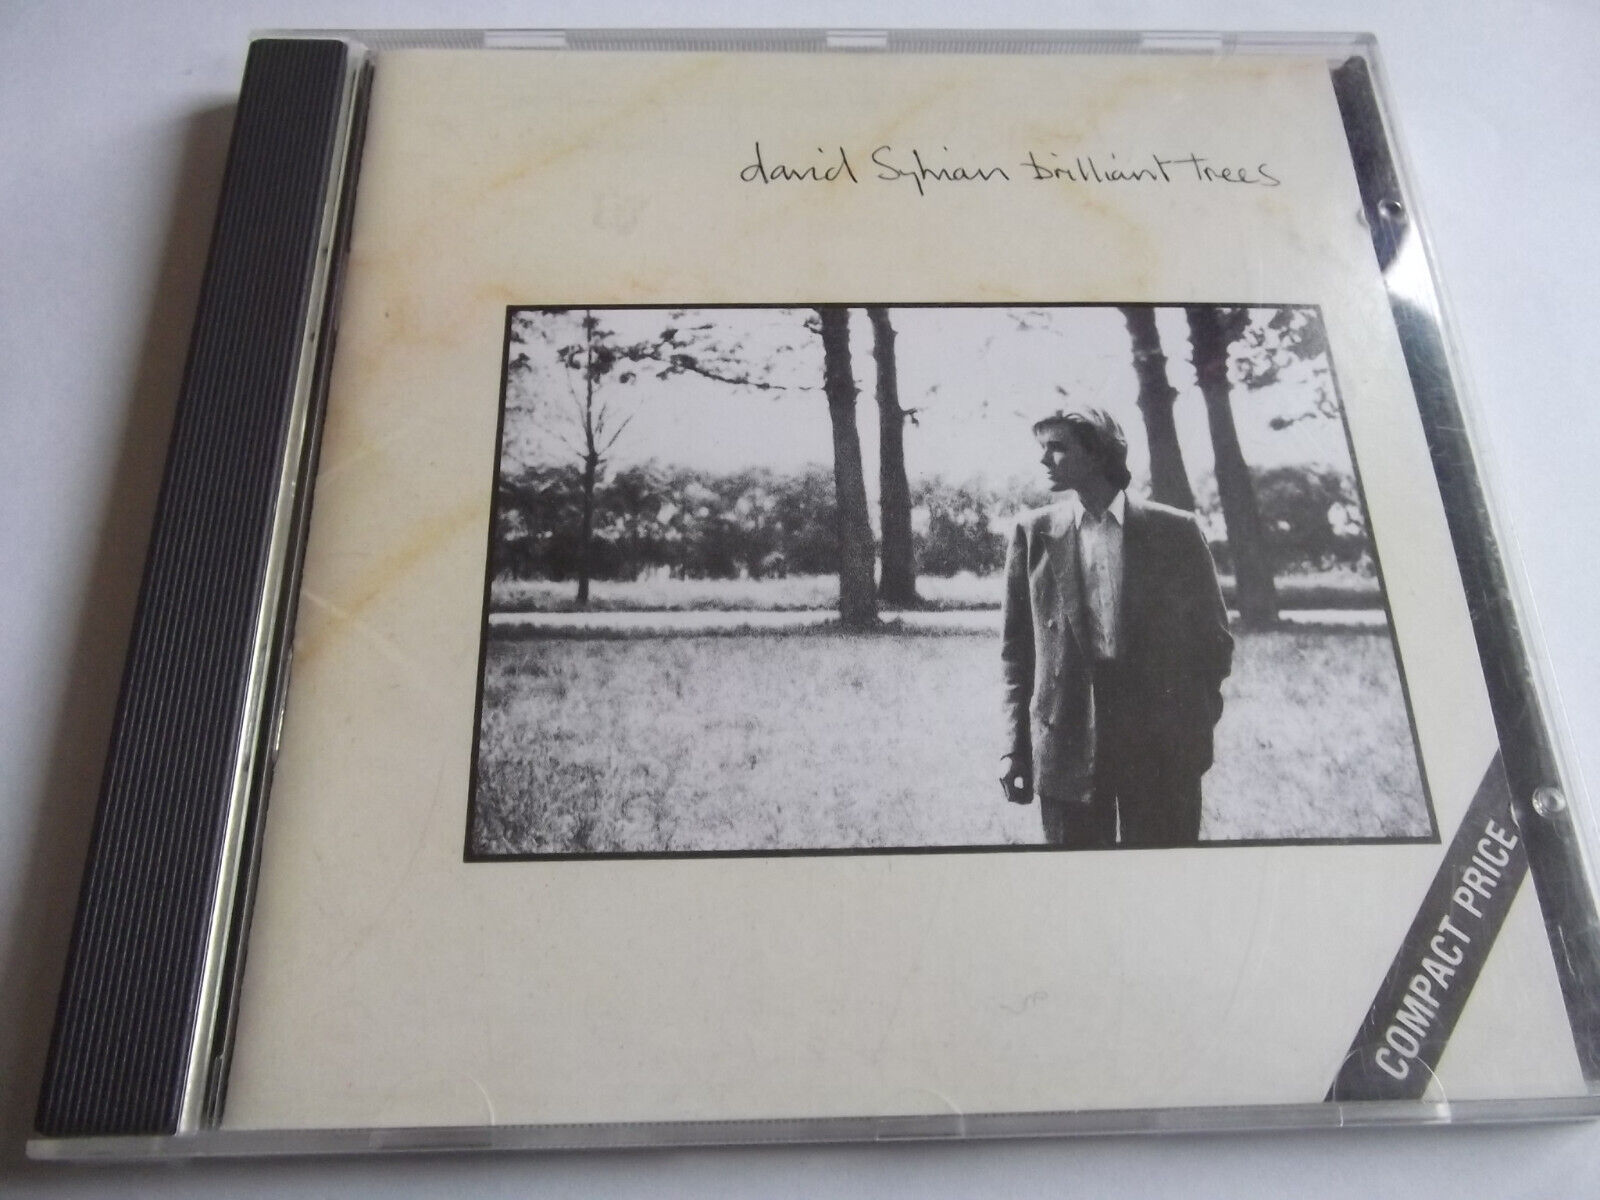 david Sylvian brilliant trees
COMPACT PRICE